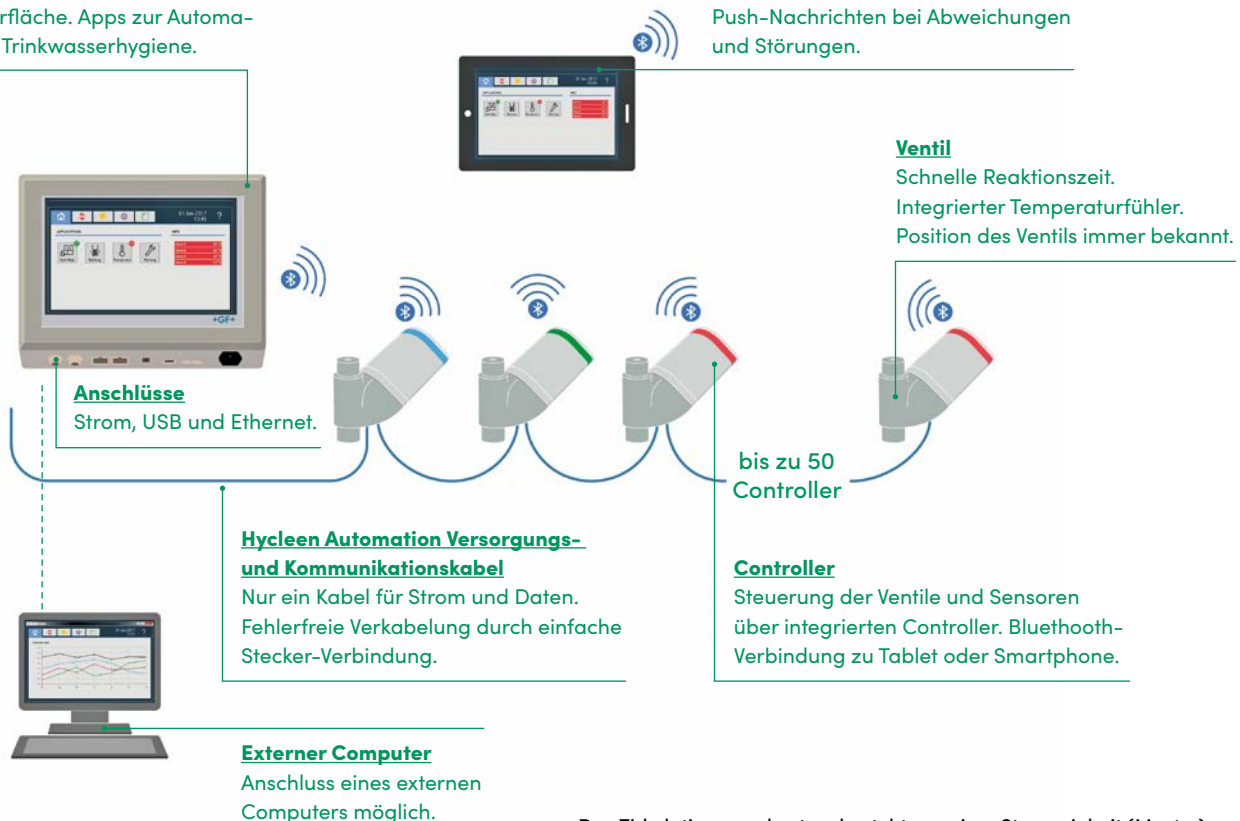 rfläche. Apps zur Automa-
Trinkwasserhygiene.
Push-Nachrichten bei Abweichungen
und Störungen.
Ventil
Schnelle Reaktionszeit.
Integrierter Temperaturfühler.
Position des Ventils immer bekannt.
+GF+
Anschlüsse
Strom, USB und Ethernet.
bis zu 50
Controller
Hycleen Automation Versorgungs-
und Kommunikationskabel
Nur ein Kabel für Strom und Daten.
Fehlerfreie Verkabelung durch einfache
Stecker-Verbindung.
Controller
Steuerung der Ventile und Sensoren
über integrierten Controller. Bluethooth-
Verbindung zu Tablet oder Smartphone.
Externer Computer
Anschluss eines externen
Computers möglich.